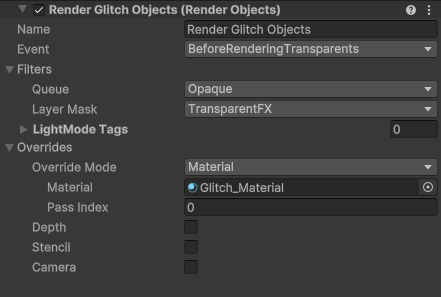 Render Glitch Objects (Render Objects)
Name Render Glitch Objects
Event BeforeRenderingTransparents
Filters
Queue Opaque
Layer Mask TransparentFX
LightMode Tags 0
Overrides
Override Mode Material
Material Glitch_Material
Pass Index 0
Depth
Stencil
Camera